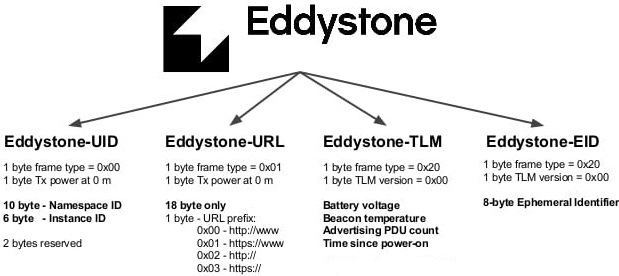 Eddystone
Eddystone-UID
1 byte frame type = 0x00
1 byte Tx power at 0 m
10 byte - Namespace ID
6 byte - Instance ID
2 bytes reserved
Eddystone-URL
1 byte frame type = 0x01
1 byte Tx power at 0 m
18 byte only
1 byte - URL prefix:
0x00 - http://www
0x01 - https://www
0x02 - http://
0x03 - https://
Eddystone-TLM
1 byte frame type = 0x20
1 byte TLM version = 0x00
Battery voltage
Beacon temperature
Advertising PDU count
Time since power-on
Eddystone-EID
1 byte frame type = 0x20
1 byte TLM version = 0x00
8-byte Ephemeral Identifier